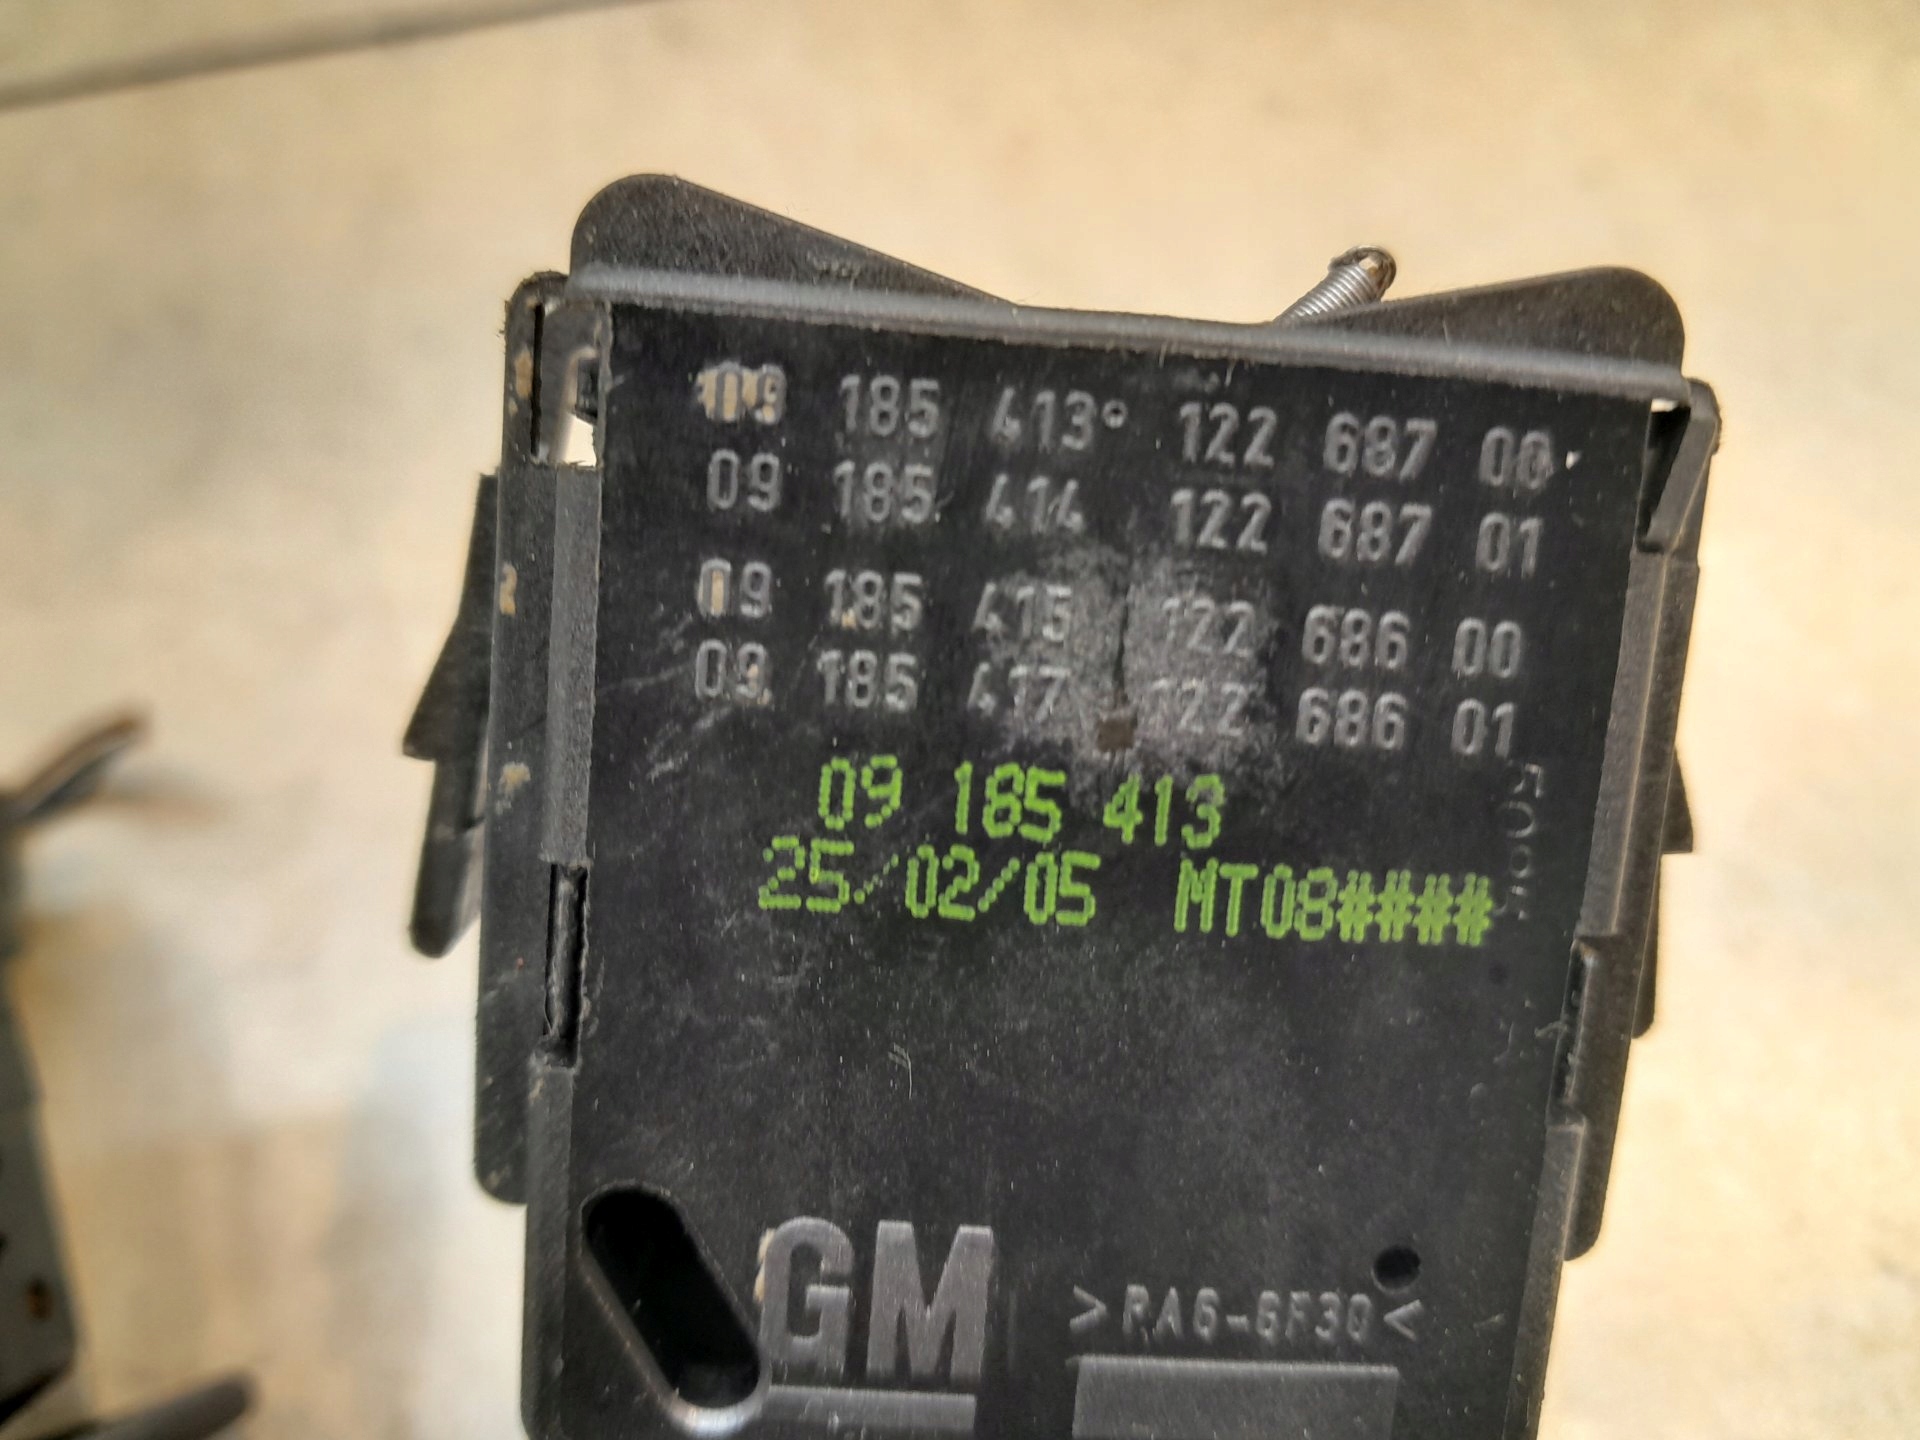 09 185 413° 122 687 00
09 185 414 122 687 01
09 185 415 122 686 00
09 185 417 122 686 01
09 185 413
25/02/05 MT08####
GM
>PA6-GF30<